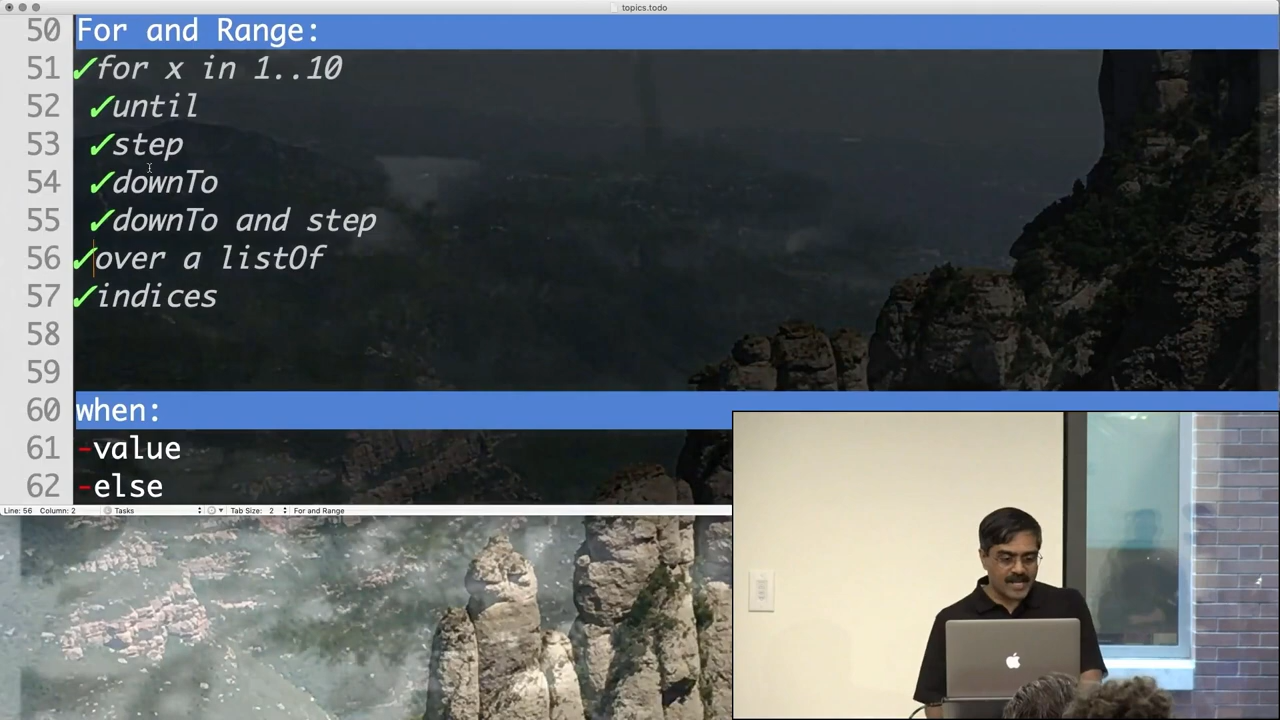 topics.todo
50 For and Range:
51 ✓for x in 1..10
52 ✓until
53 ✓step
54 ✓downTo
55 ✓downTo and step
56 ✓over a listOf
57 ✓indices
58
59
60 when:
61 -value
62 -else
Line: 56 Column: 2 Tasks Tab Size: 2 For and Range